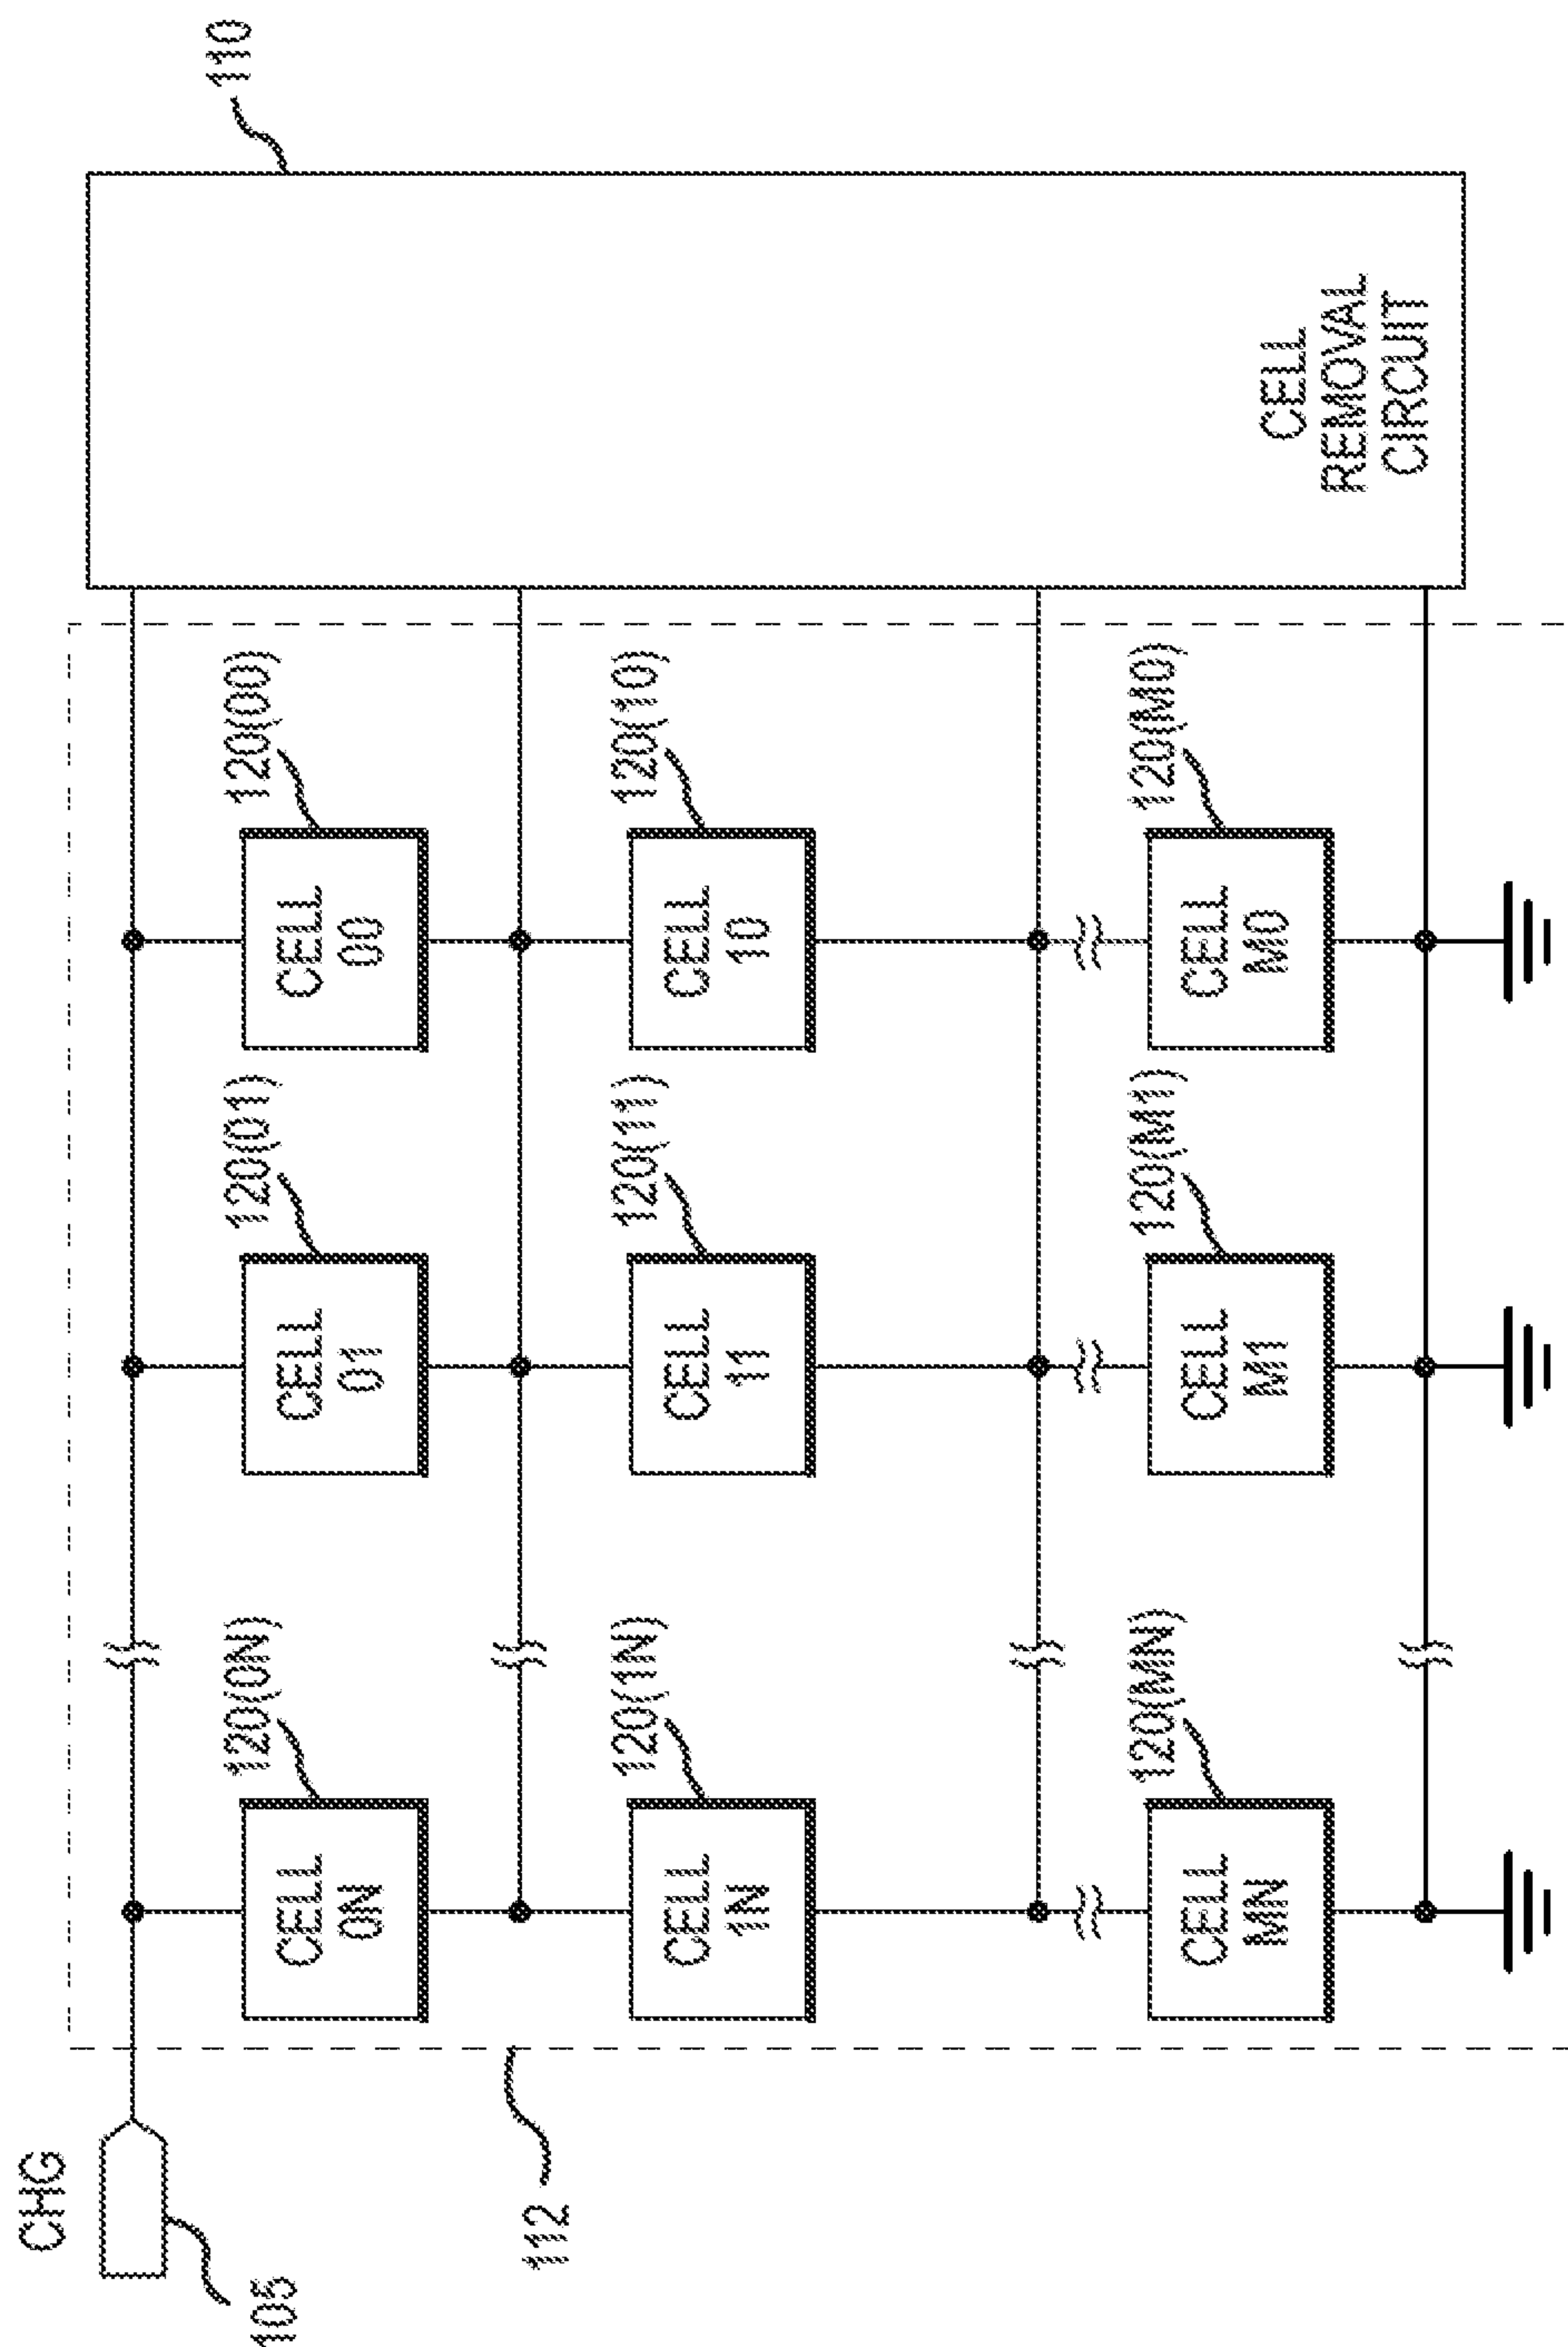 CHG
105
112
110
120(0N)
120(01)
120(00)
CELL
0N
CELL
01
CELL
00
120(1N)
120(11)
120(10)
CELL
1N
CELL
11
CELL
10
120(MN)
120(M1)
120(M0)
CELL
MN
CELL
M1
CELL
M0
CELL
REMOVAL
CIRCUIT